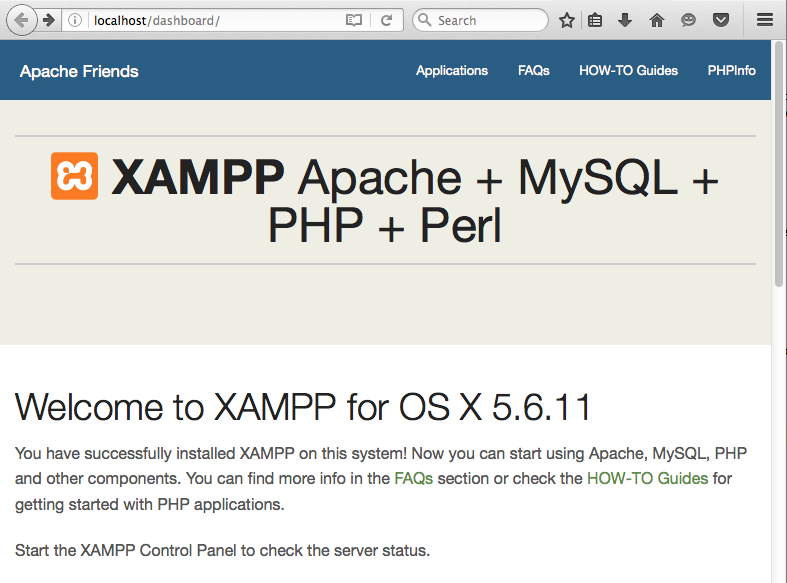 localhost/dashboard/
Search
Apache Friends
Applications
FAQs
HOW-TO Guides
PHPInfo
XAMPP Apache + MySQL +
PHP + Perl
Welcome to XAMPP for OS X 5.6.11
You have successfully installed XAMPP on this system! Now you can start using Apache, MySQL, PHP
and other components. You can find more info in the FAQs section or check the HOW-TO Guides for
getting started with PHP applications.
Start the XAMPP Control Panel to check the server status.